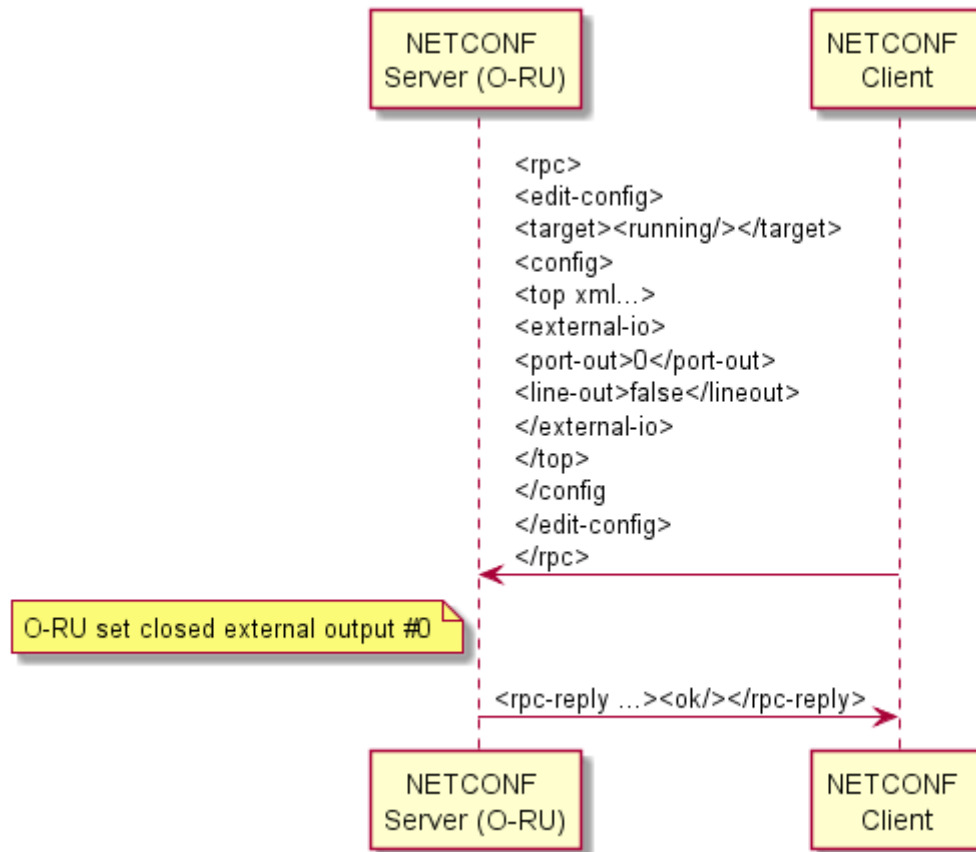 NETCONF
Server (O-RU)
NETCONF
Client
<rpc>
<edit-config>
<target><running/></target>
<config>
<top xml...>
<external-io>
<port-out>0</port-out>
<line-out>false</lineout>
</external-io>
</top>
</config
</edit-config>
</rpc>
O-RU set closed external output #0
<rpc-reply ...><ok/></rpc-reply>
NETCONF
Server (O-RU)
NETCONF
Client